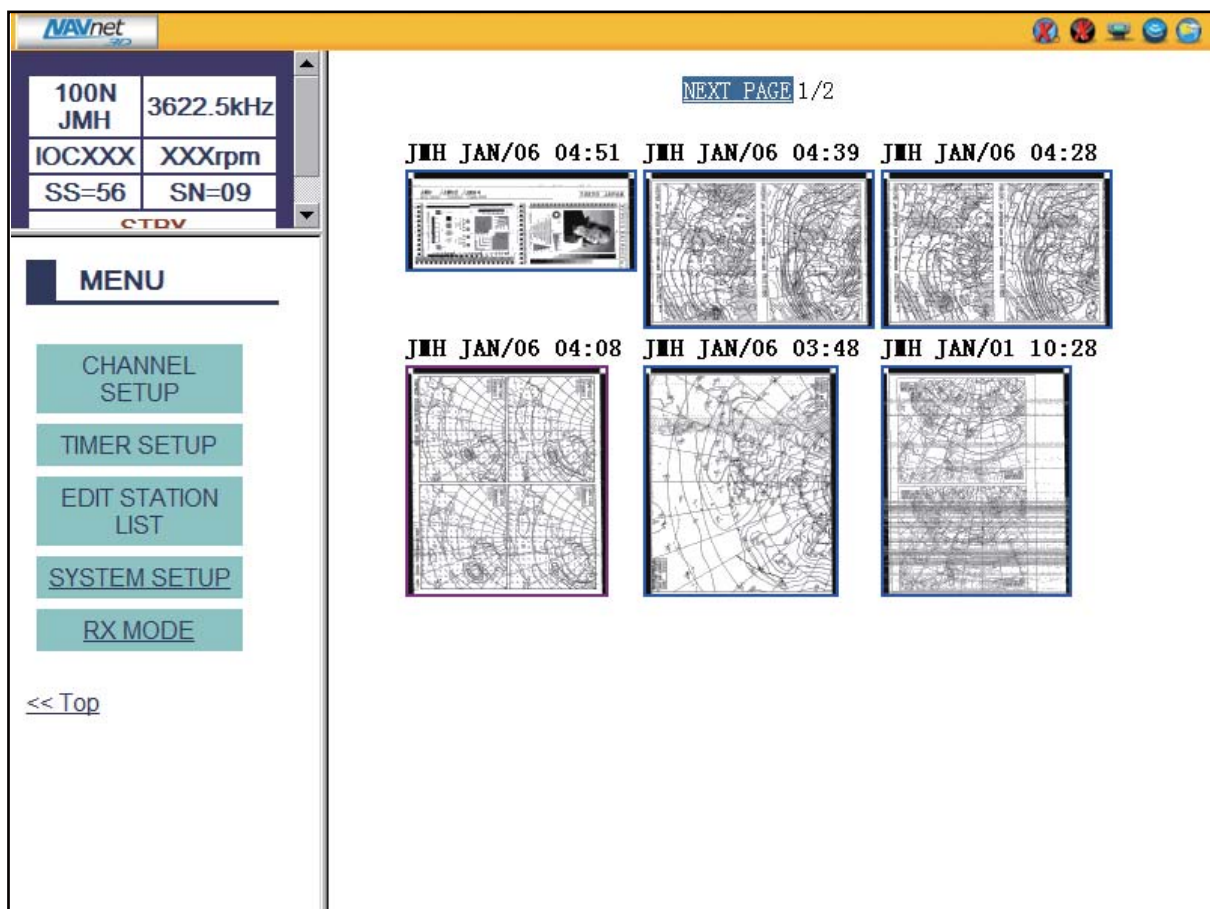 NAVnet
3D
NEXT PAGE 1/2
100N
JMH
3622.5kHz
IOCXXX
XXXrpm
SS=56
SN=09
STBY
MENU
CHANNEL
SETUP
TIMER SETUP
EDIT STATION
LIST
SYSTEM SETUP
RX MODE
<< Top
JMH JAN/06 04:51
JMH JAN/06 04:39
JMH JAN/06 04:28
JMH JAN/06 04:08
JMH JAN/06 03:48
JMH JAN/01 10:28